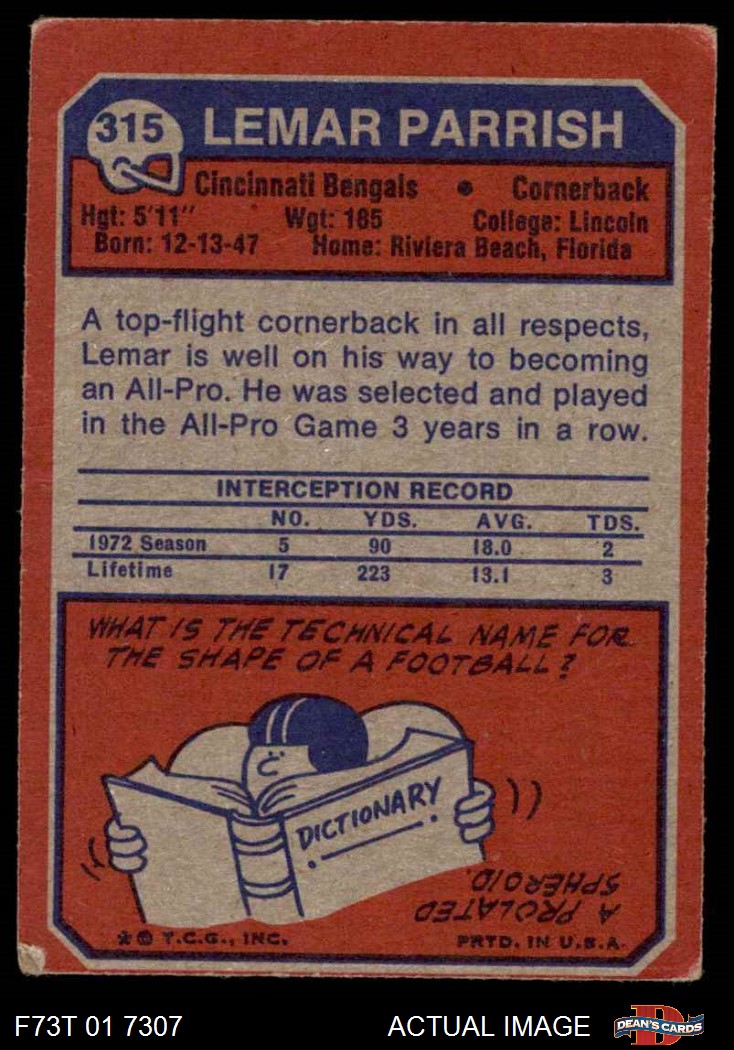 315 LEMAR PARRISH
Cincinnati Bengals • Cornerback
Hgt: 5'11" Wgt: 185 College: Lincoln
Born: 12-13-47 Home: Riviera Beach, Florida
A top-flight cornerback in all respects,
Lemar is well on his way to becoming
an All-Pro. He was selected and played
in the All-Pro Game 3 years in a row.
INTERCEPTION RECORD
NO. YDS. AVG. TDS.
1972 Season 5 90 18.0 2
Lifetime 17 223 13.1 3
WHAT IS THE TECHNICAL NAME FOR
THE SHAPE OF A FOOTBALL?
DICTIONARY
A PROLATED
SPHEROID.
★ © T.C.G., INC. PRTD. IN U.S.A.
F73T 01 7307 ACTUAL IMAGE D DEAN'S CARDS